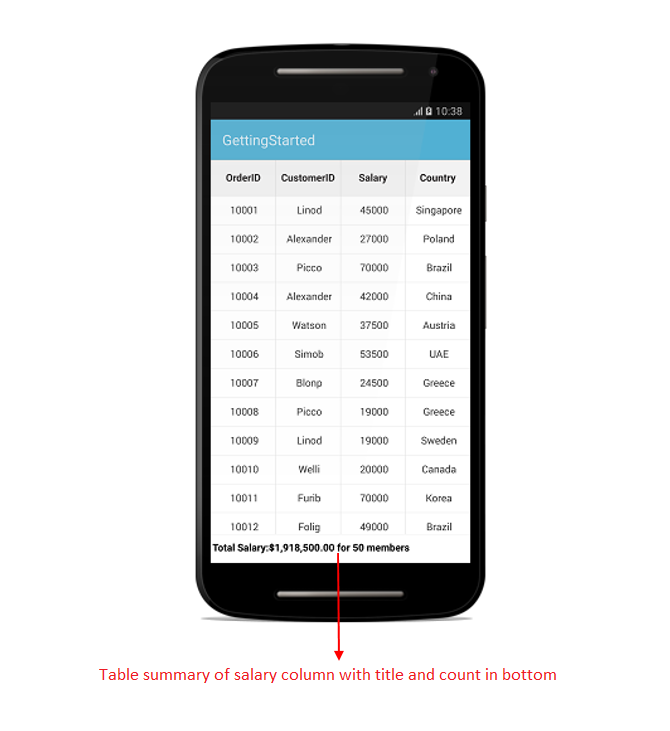 10:38
GettingStarted
OrderID CustomerID Salary Country
10001 Linod 45000 Singapore
10002 Alexander 27000 Poland
10003 Picco 70000 Brazil
10004 Alexander 42000 China
10005 Watson 37500 Austria
10006 Simob 53500 UAE
10007 Blonp 24500 Greece
10008 Picco 19000 Greece
10009 Linod 19000 Sweden
10010 Welli 20000 Canada
10011 Furib 70000 Korea
10012 Folig 49000 Brazil
Total Salary:$1,918,500.00 for 50 members
Table summary of salary column with title and count in bottom